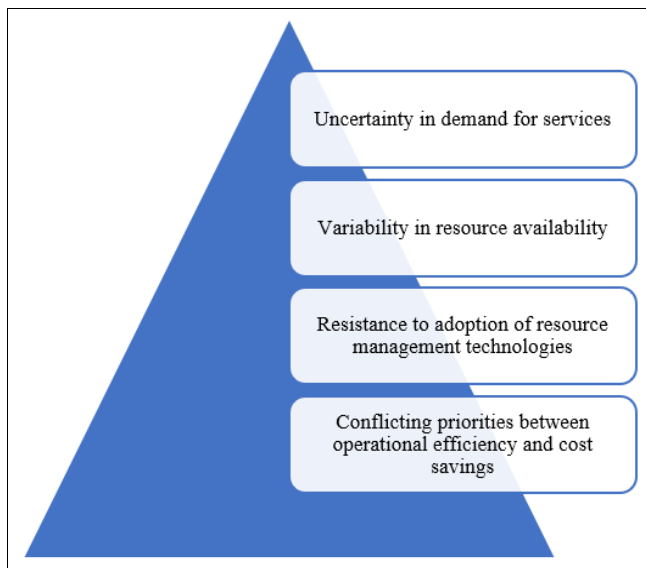 Uncertainty in demand for services
Variability in resource availability
Resistance to adoption of resource
management technologies
Conflicting priorities between
operational efficiency and cost
savings